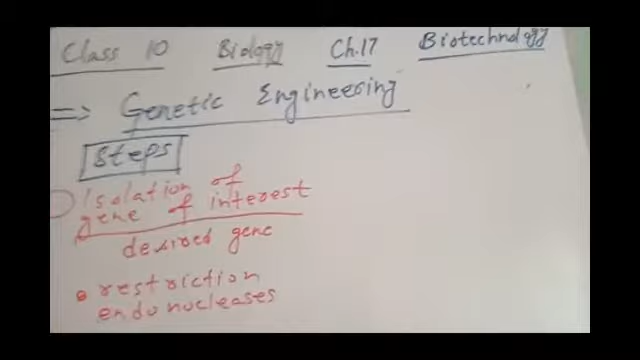 Class 10 Biology Ch.17 Biotechnology
=> Genetic Engineering
Steps
Isolation of
gene of interest
desired gene
• restriction
endonucleases